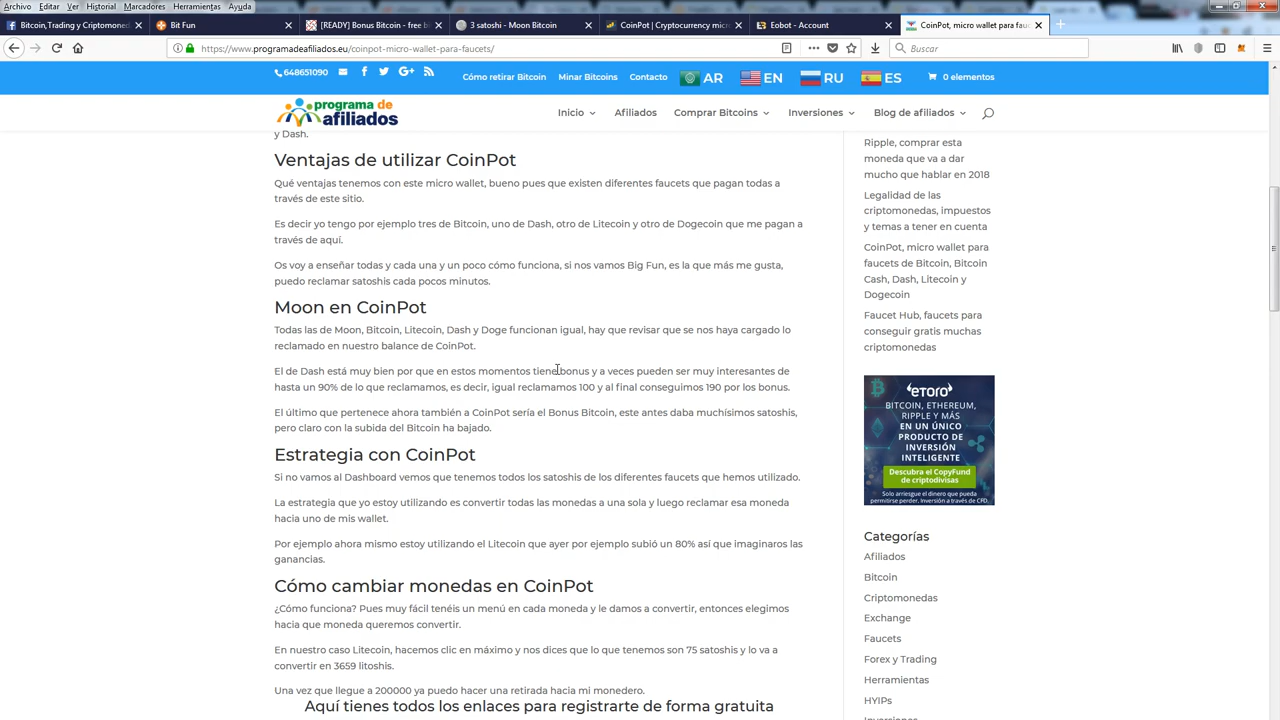 Archivo Editar Ver Historial Marcadores Herramientas Ayuda
Bitcoin,Trading y Criptomoned
Bit Fun
[READY] Bonus Bitcoin - free b
3 satoshi - Moon Bitcoin
CoinPot | Cryptocurrency micr
Eobot - Account
CoinPot, micro wallet para fauc
https://www.programadeafiliados.eu/coinpot-micro-wallet-para-faucets/
Buscar
648651090
Cómo retirar Bitcoin
Minar Bitcoins
Contacto
AR
EN
RU
ES
0 elementos
programa de
afiliados
Inicio
Afiliados
Comprar Bitcoins
Inversiones
Blog de afiliados
y Dash.
Ventajas de utilizar CoinPot
Qué ventajas tenemos con este micro wallet, bueno pues que existen diferentes faucets que pagan todas a
través de este sitio.
Es decir yo tengo por ejemplo tres de Bitcoin, uno de Dash, otro de Litecoin y otro de Dogecoin que me pagan a
través de aquí.
Os voy a enseñar todas y cada una y un poco cómo funciona, si nos vamos Big Fun, es la que más me gusta,
puedo reclamar satoshis cada pocos minutos.
Moon en CoinPot
Todas las de Moon, Bitcoin, Litecoin, Dash y Doge funcionan igual, hay que revisar que se nos haya cargado lo
reclamado en nuestro balance de CoinPot.
El de Dash está muy bien por que en estos momentos tiene bonus y a veces pueden ser muy interesantes de
hasta un 90% de lo que reclamamos, es decir, igual reclamamos 100 y al final conseguimos 190 por los bonus.
El último que pertenece ahora también a CoinPot sería el Bonus Bitcoin, este antes daba muchísimos satoshis,
pero claro con la subida del Bitcoin ha bajado.
Estrategia con CoinPot
Si no vamos al Dashboard vemos que tenemos todos los satoshis de los diferentes faucets que hemos utilizado.
La estrategia que yo estoy utilizando es convertir todas las monedas a una sola y luego reclamar esa moneda
hacia uno de mis wallet.
Por ejemplo ahora mismo estoy utilizando el Litecoin que ayer por ejemplo subió un 80% así que imaginaros las
ganancias.
Cómo cambiar monedas en CoinPot
¿Cómo funciona? Pues muy fácil tenéis un menú en cada moneda y le damos a convertir, entonces elegimos
hacia que moneda queremos convertir.
En nuestro caso Litecoin, hacemos clic en máximo y nos dices que lo que tenemos son 75 satoshis y lo va a
convertir en 3659 litoshis.
Una vez que llegue a 200000 ya puedo hacer una retirada hacia mi monedero.
Aquí tienes todos los enlaces para registrarte de forma gratuita
Ripple, comprar esta
moneda que va a dar
mucho que hablar en 2018
Legalidad de las
criptomonedas, impuestos
y temas a tener en cuenta
CoinPot, micro wallet para
faucets de Bitcoin, Bitcoin
Cash, Dash, Litecoin y
Dogecoin
Faucet Hub, faucets para
conseguir gratis muchas
criptomonedas
eToro
BITCOIN, ETHEREUM,
RIPPLE Y MÁS
EN UN ÚNICO
PRODUCTO DE
INVERSIÓN
INTELIGENTE
Descubra el CopyFund
de criptodivisas
Solo arriesgue el dinero que pueda
permitirse perder. Inversión a través de CFD.
Categorías
Afiliados
Bitcoin
Criptomonedas
Exchange
Faucets
Forex y Trading
Herramientas
HYIPs
Inversiones